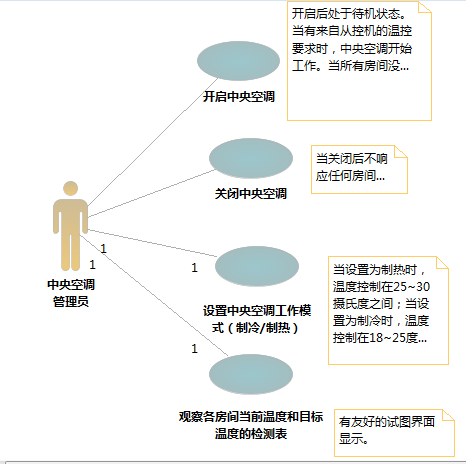 开启后处于待机状态。
当有来自从控机的温控
要求时，中央空调开始
工作。当所有房间没...
开启中央空调
当关闭后不响
应任何房间...
关闭中央空调
中央空调
管理员
1
1
1
设置中央空调工作模
式（制冷/制热）
当设置为制热时，
温度控制在25~30
摄氏度之间；当设
置为制冷时，温度
控制在18~25度...
1
观察各房间当前温度和目标
温度的检测表
有友好的试图界面
显示。